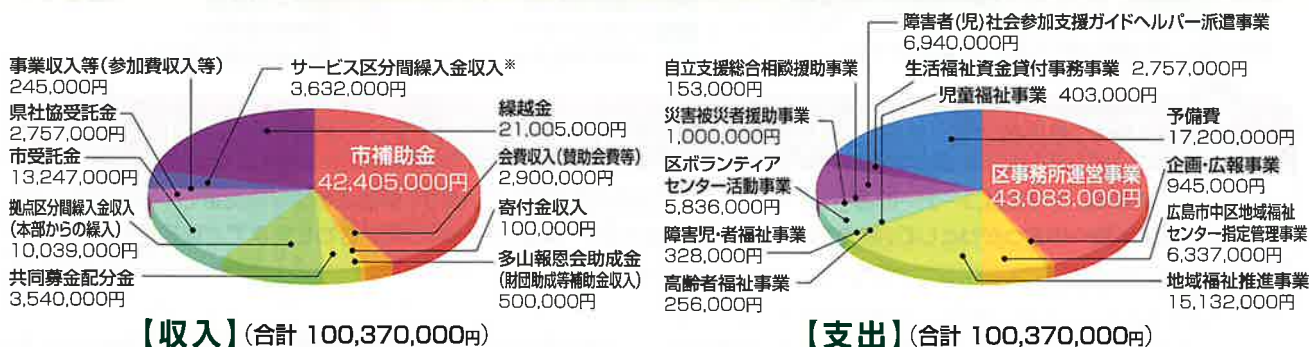 事業収入等(参加費収入等)
245,000円
県社協受託金
2,757,000円
市受託金
13,247,000円
拠点区分間繰入金収入
(本部からの繰入)
10,039,000円
共同募金配分金
3,540,000円
サービス区分間繰入金収入※
3,632,000円
市補助金
42,405,000円
繰越金
21,005,000円
会費収入(賛助会費等)
2,900,000円
寄付金収入
100,000円
多山報恩会助成金
(財団助成等補助金収入)
500,000円
【収入】(合計 100,370,000円)
障害者(児)社会参加支援ガイドヘルパー派遣事業
6,940,000円
生活福祉資金貸付事務事業 2,757,000円
児童福祉事業 403,000円
自立支援総合相談援助事業
153,000円
災害被災者援助事業
1,000,000円
区ボランティア
センター活動事業
5,836,000円
障害児・者福祉事業
328,000円
高齢者福祉事業
256,000円
区事務所運営事業
43,083,000円
予備費
17,200,000円
企画・広報事業
945,000円
広島市中区地域福祉
センター指定管理事業
6,337,000円
地域福祉推進事業
15,132,000円
【支出】(合計 100,370,000円)